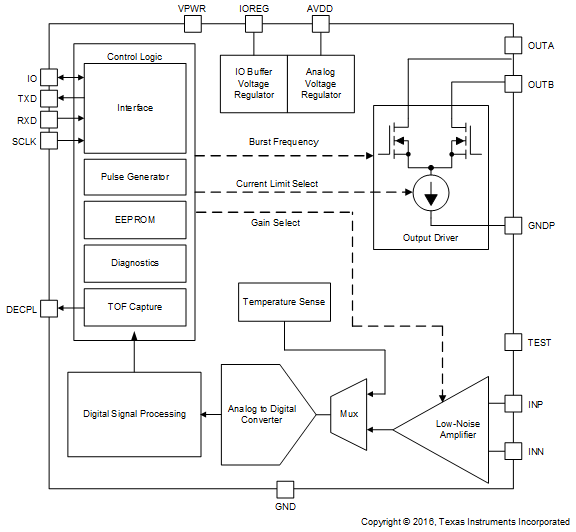 VPWR
IOREG
AVDD
OUTA
OUTB
IO
TXD
RXD
SCLK
Control Logic
Interface
IO Buffer
Voltage
Regulator
Analog
Voltage
Regulator
Burst Frequency
Pulse Generator
Current Limit Select
EEPROM
Gain Select
Output Driver
GNDP
Diagnostics
Temperature Sense
TOF Capture
DECPL
TEST
Digital Signal Processing
Analog to Digital
Converter
Mux
Low-Noise
Amplifier
INP
INN
GND
Copyright © 2016, Texas Instruments Incorporated